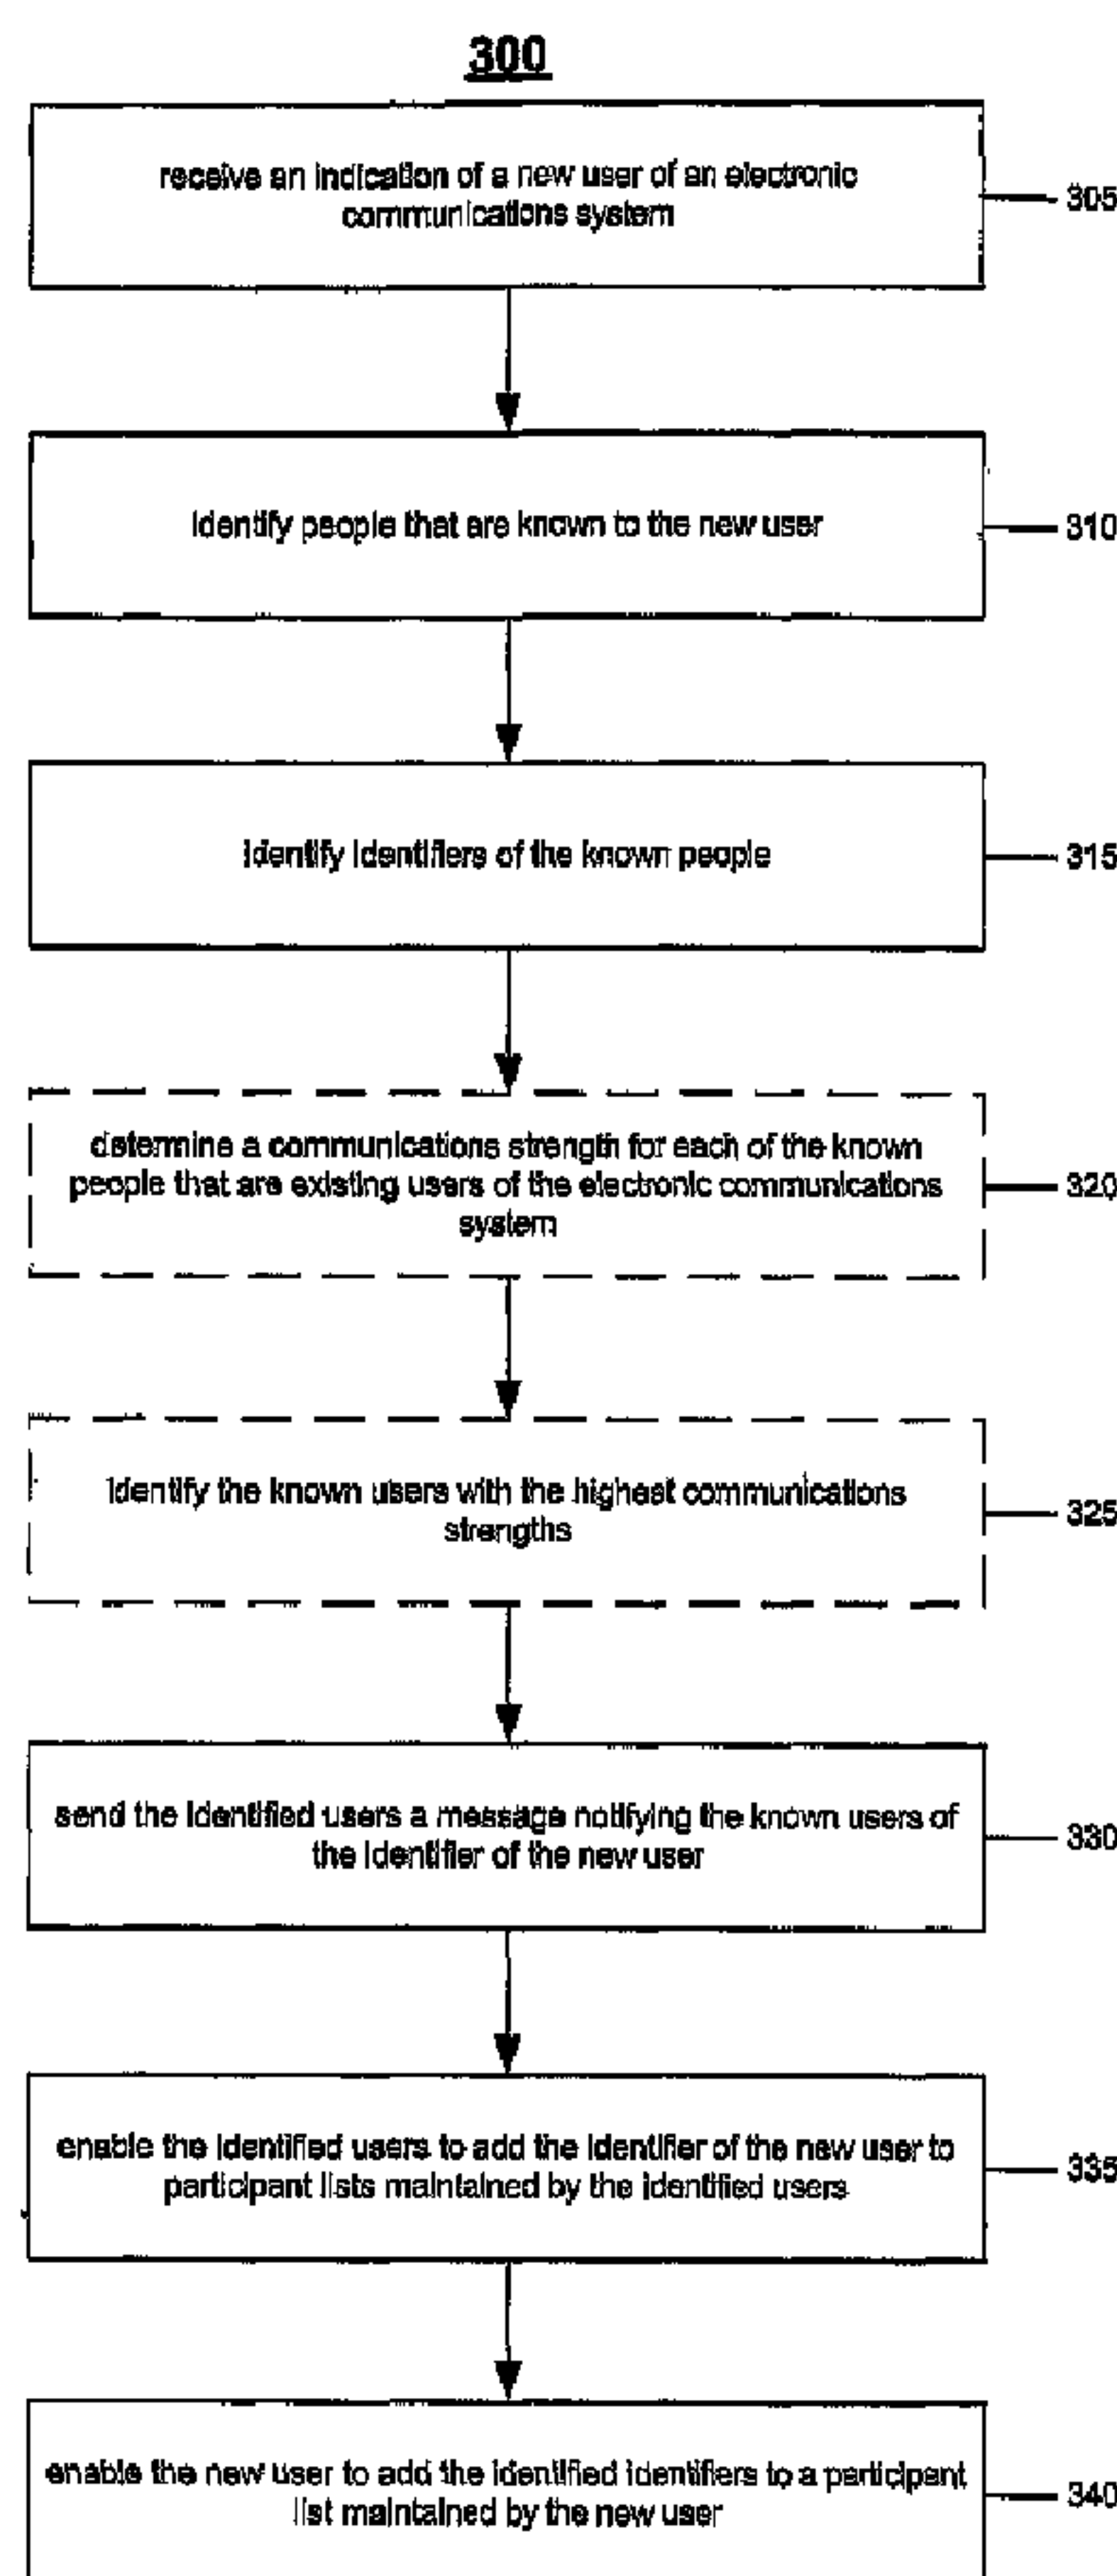 300
receive an indication of a new user of an electronic
communications system
305
identify people that are known to the new user
310
identify identifiers of the known people
315
determine a communications strength for each of the known
people that are existing users of the electronic communications
system
320
identify the known users with the highest communications
strengths
325
send the identified users a message notifying the known users of
the identifier of the new user
330
enable the identified users to add the identifier of the new user to
participant lists maintained by the identified users
335
enable the new user to add the identified identifiers to a participant
list maintained by the new user
340